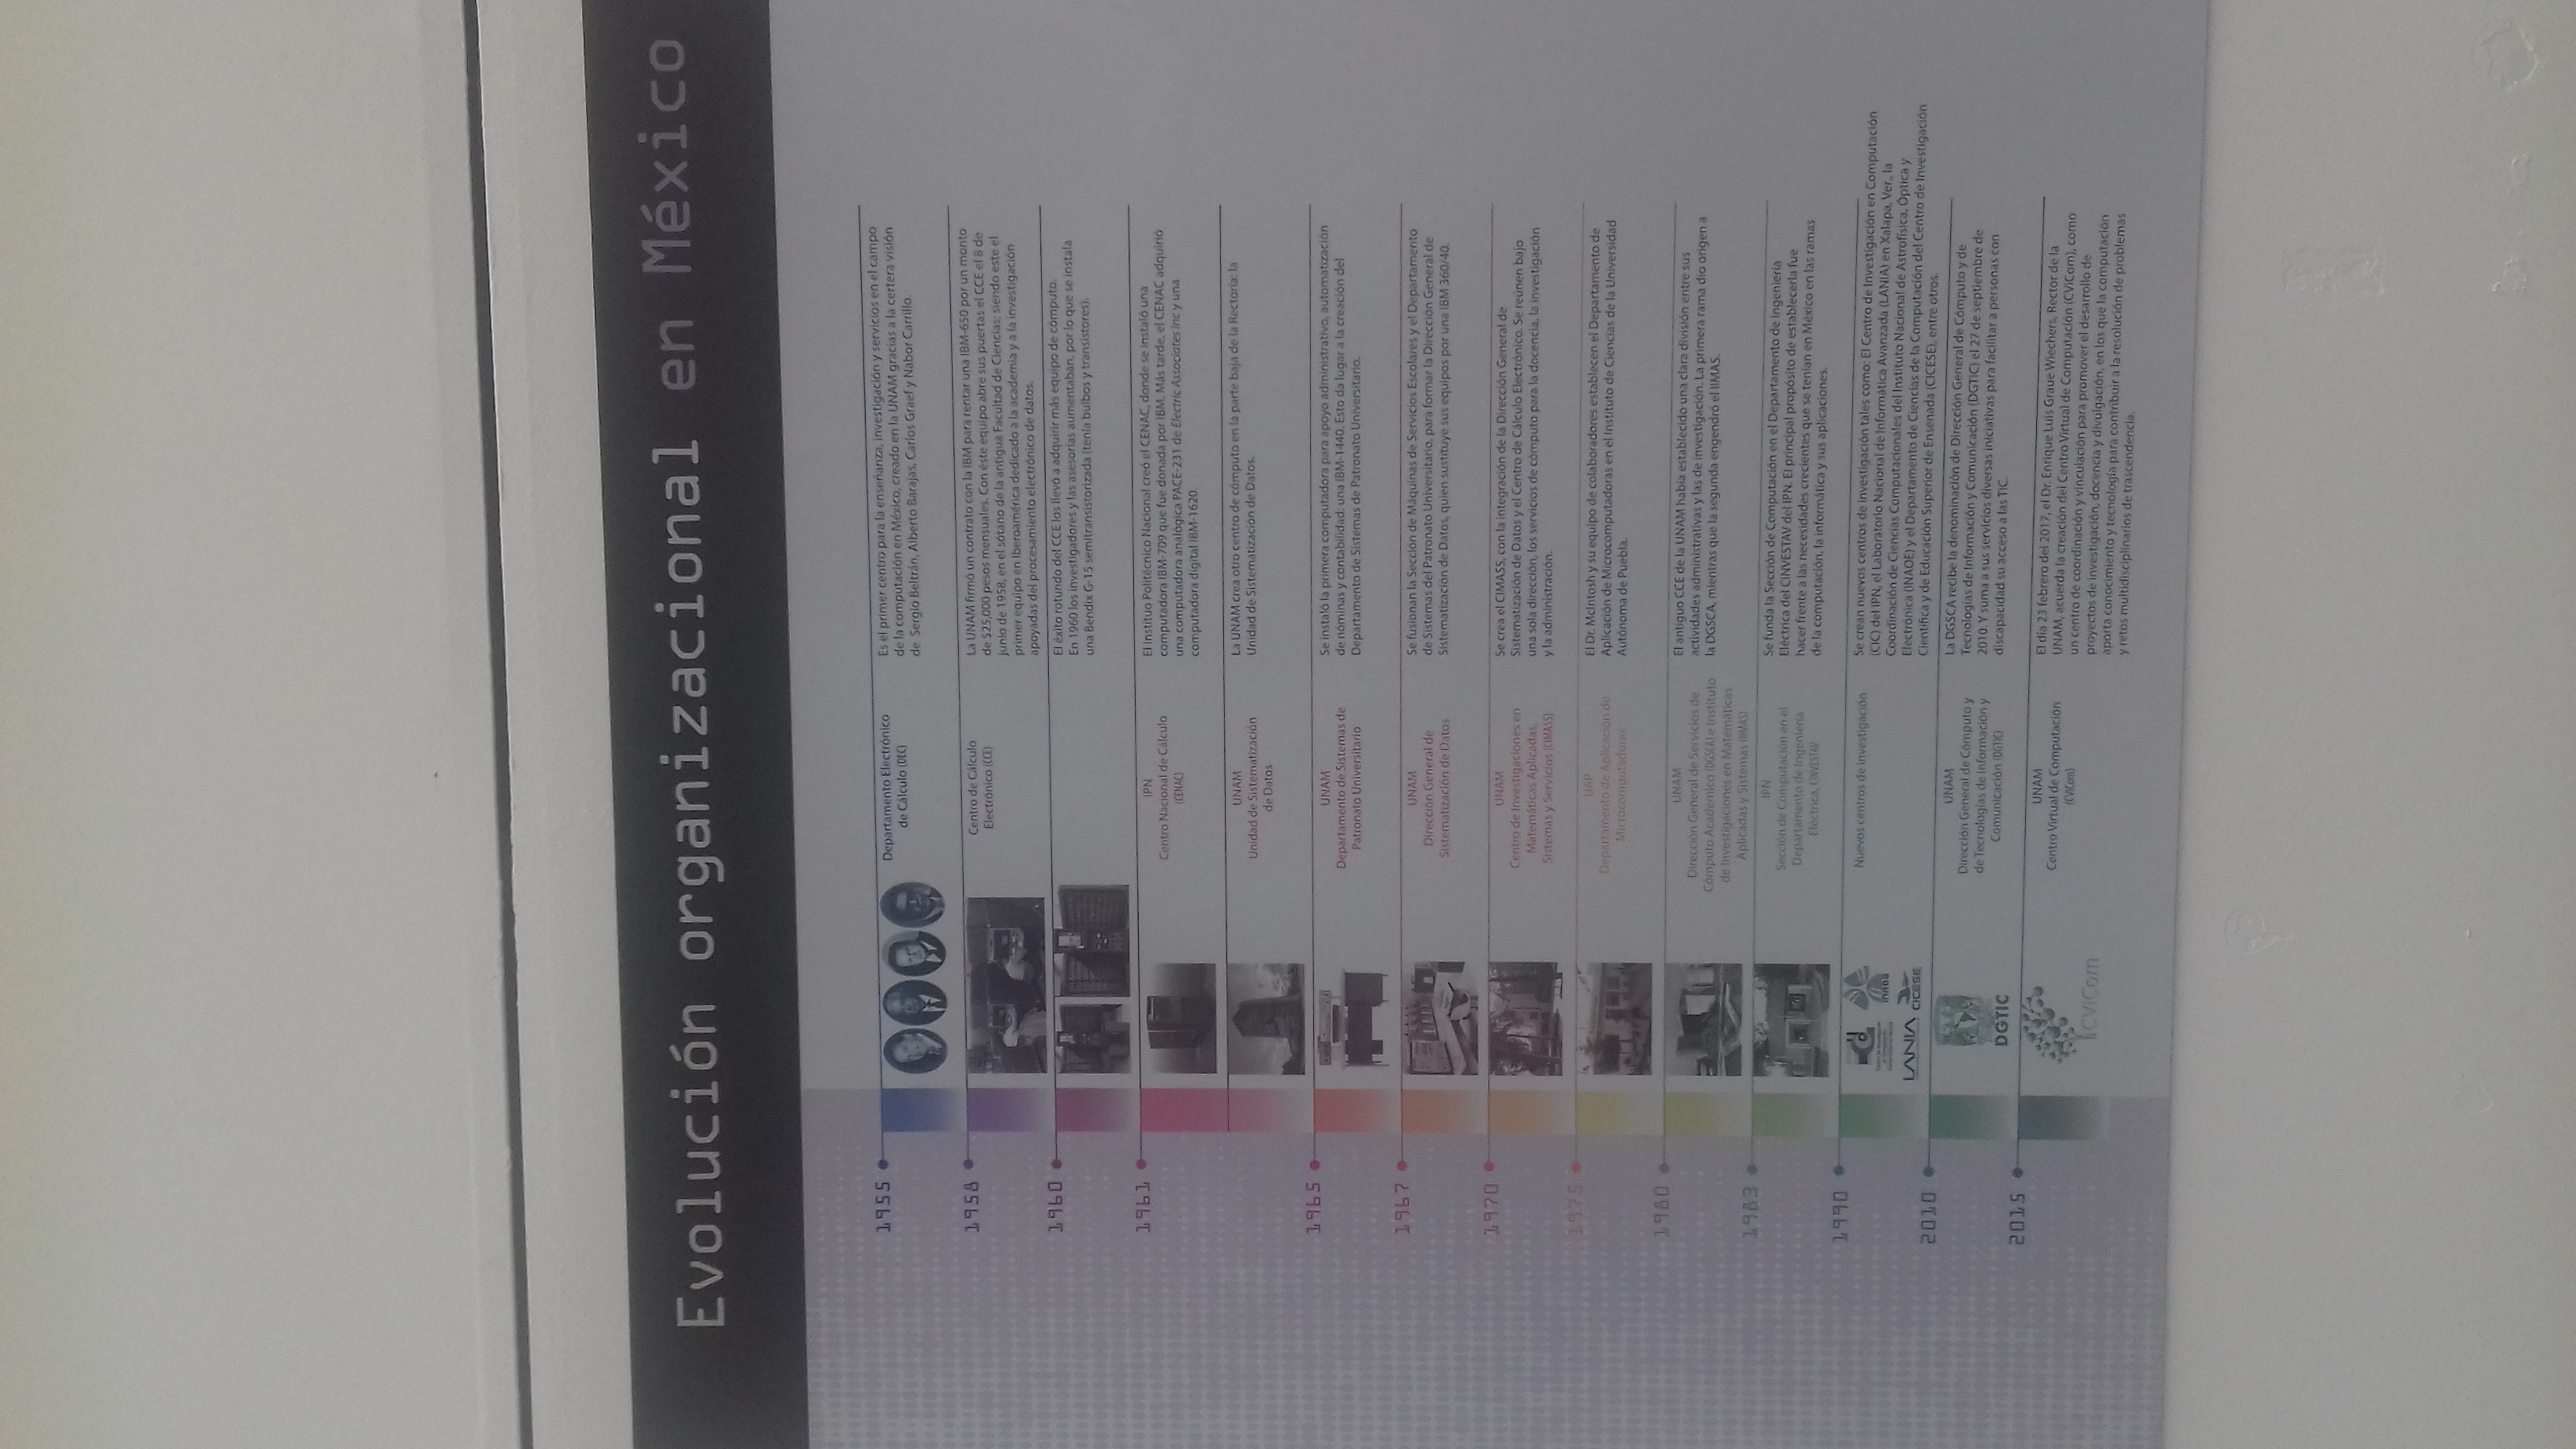 Evolución organizacional en México
1955
Departamento Electrónico
de Cálculo (DEC)
Es el primer centro para la enseñanza, investigación y servicios en el campo
de la computación en México, creado en la UNAM gracias a la certera visión
de Sergio Beltrán, Alberto Barajas, Carlos Graef y Nabor Carrillo.
1958
Centro de Cálculo
Electrónico (CCE)
La UNAM firmó un contrato con la IBM para rentar una IBM-650 por un monto
de $25,000 pesos mensuales. Con éste equipo abre sus puertas el CCE el 8 de
junio de 1958, en el sótano de la antigua Facultad de Ciencias; siendo este el
primer equipo en Iberoamérica dedicado a la academia y a la investigación
apoyadas del procesamiento electrónico de datos.
1960
El éxito rotundo del CCE los llevó a adquirir más equipo de cómputo.
En 1960 los investigadores y las asesorías aumentaban, por lo que se instala
una Bendix G-15 semitransistorizada (tenía bulbos y transistores).
1961
IPN
Centro Nacional de Cálculo
(CENAC)
El Instituo Politécnico Nacional creó el CENAC, donde se instaló una
computadora IBM-709 que fue donada por IBM. Más tarde, el CENAC adquirió
una computadora analógica PACE-231 de Electric Associates Inc y una
computadora digital IBM-1620.
UNAM
Unidad de Sistematización
de Datos
La UNAM crea otro centro de cómputo en la parte baja de la Rectoría: la
Unidad de Sistematización de Datos.
1965
UNAM
Departamento de Sistemas de
Patronato Universitario
Se instaló la primera computadora para apoyo administrativo, automatización
de nóminas y contabilidad: una IBM-1440. Esto da lugar a la creación del
Departamento de Sistemas de Patronato Universitario.
1967
UNAM
Dirección General de
Sistematización de Datos
Se fusionan la Sección de Máquinas de Servicios Escolares y el Departamento
de Sistemas del Patronato Universitario, para formar la Dirección General de
Sistematización de Datos, quien sustituye sus equipos por una IBM 360/40.
1970
UNAM
Centro de Investigaciones en
Matemáticas Aplicadas,
Sistemas y Servicios (CIMASS)
Se crea el CIMASS, con la integración de la Dirección General de
Sistematización de Datos y el Centro de Cálculo Electrónico. Se reúnen bajo
una sola dirección, los servicios de cómputo para la docencia, la investigación
y la administración.
1975
UAP
Departamento de Aplicación de
Microcomputadoras
El Dr. McIntosh y su equipo de colaboradores establecen el Departamento de
Aplicación de Microcomputadoras en el Instituto de Ciencias de la Universidad
Autónoma de Puebla.
1980
UNAM
Dirección General de Servicios de
Cómputo Académico (DGSCA) e Instituto
de Investigaciones en Matemáticas
Aplicadas y Sistemas (IIMAS)
El antiguo CCE de la UNAM había establecido una clara división entre sus
actividades administrativas y las de investigación. La primera rama dio origen a
la DGSCA, mientras que la segunda engendró el IIMAS.
1983
IPN
Sección de Computación en el
Departamento de Ingeniería
Eléctrica, CINVESTAV
Se funda la Sección de Computación en el Departamento de Ingeniería
Eléctrica del CINVESTAV del IPN. El principal propósito de establecerla fue
hacer frente a las necesidades crecientes que se tenían en México en las ramas
de la computación, la informática y sus aplicaciones.
1990
inaoe
LANIA
CICESE
Nuevos centros de investigación
Se crean nuevos centros de investigación tales como: El Centro de Investigación en Computación
(CIC) del IPN, el Laboratorio Nacional de Informática Avanzada (LANIA) en Xalapa, Ver., la
Coordinación de Ciencias Computacionales del Instituto Nacional de Astrofísica, Óptica y
Electrónica (INAOE) y el Departamento de Ciencias de la Computación del Centro de Investigación
Científica y de Educación Superior de Ensenada (CICESE), entre otros.
2010
DGTIC
UNAM
Dirección General de Cómputo y
de Tecnologías de Información y
Comunicación (DGTIC)
La DGSCA recibe la denominación de Dirección General de Cómputo y de
Tecnologías de Información y Comunicación (DGTIC) el 27 de septiembre de
2010. Y suma a sus servicios diversas iniciativas para facilitar a personas con
discapacidad su acceso a las TIC.
2015
CViCom
UNAM
Centro Virtual de Computación
(CViCom)
El día 23 febrero del 2017, el Dr. Enrique Luis Graue Wiechers, Rector de la
UNAM, acuerda la creación del Centro Virtual de Computación (CViCom), como
un centro de coordinación y vinculación para promover el desarrollo de
proyectos de investigación, docencia y divulgación, en los que la computación
aporta conocimiento y tecnología para contribuir a la resolución de problemas
y retos multidisciplinarios de trascendencia.